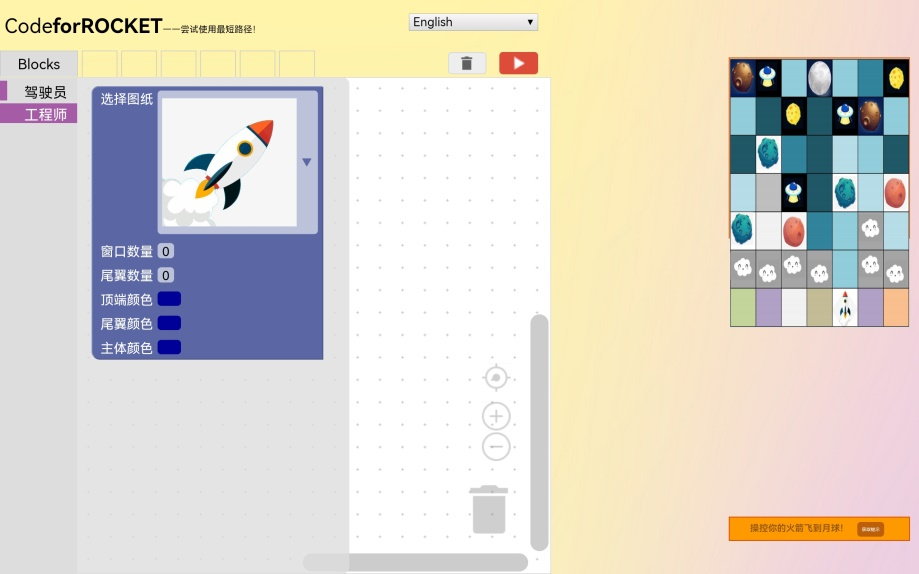 CodeforROCKET——尝试使用最短路径!
English
Blocks
驾驶员
工程师
选择图纸
窗口数量 0
尾翼数量 0
顶端颜色
尾翼颜色
主体颜色
操控你的火箭飞到月球!